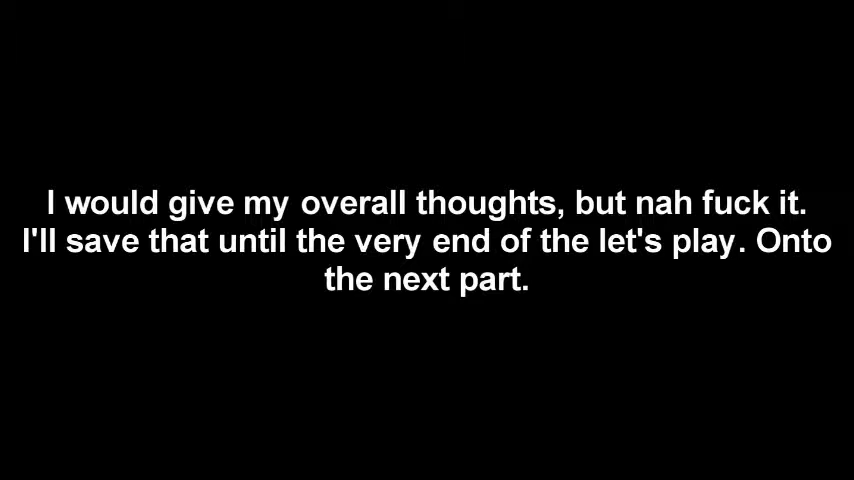 I would give my overall thoughts, but nah fuck it.
I'll save that until the very end of the let's play. Onto
the next part.